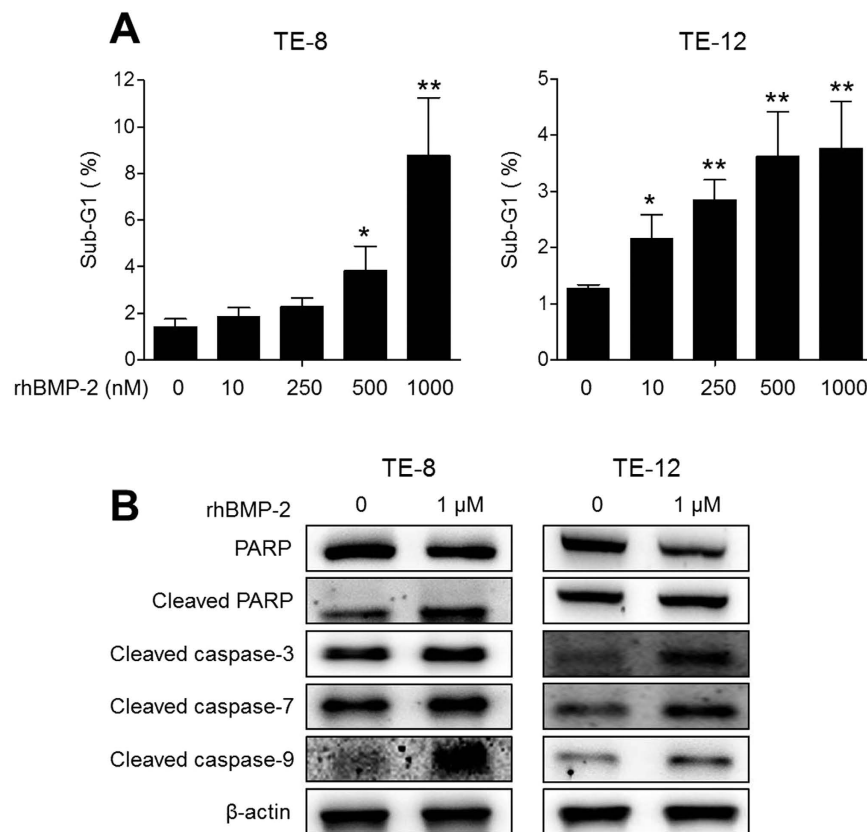 A
TE-8
TE-12
Sub-G1 ( %)
12
10
8
6
4
2
0
*
**
rhBMP-2 (nM) 0 10 250 500 1000
Sub-G1 ( %)
5
4
3
2
1
0
*
**
**
**
0 10 250 500 1000
B
TE-8
TE-12
rhBMP-2 0 1 µM 0 1 µM
PARP
Cleaved PARP
Cleaved caspase-3
Cleaved caspase-7
Cleaved caspase-9
β-actin